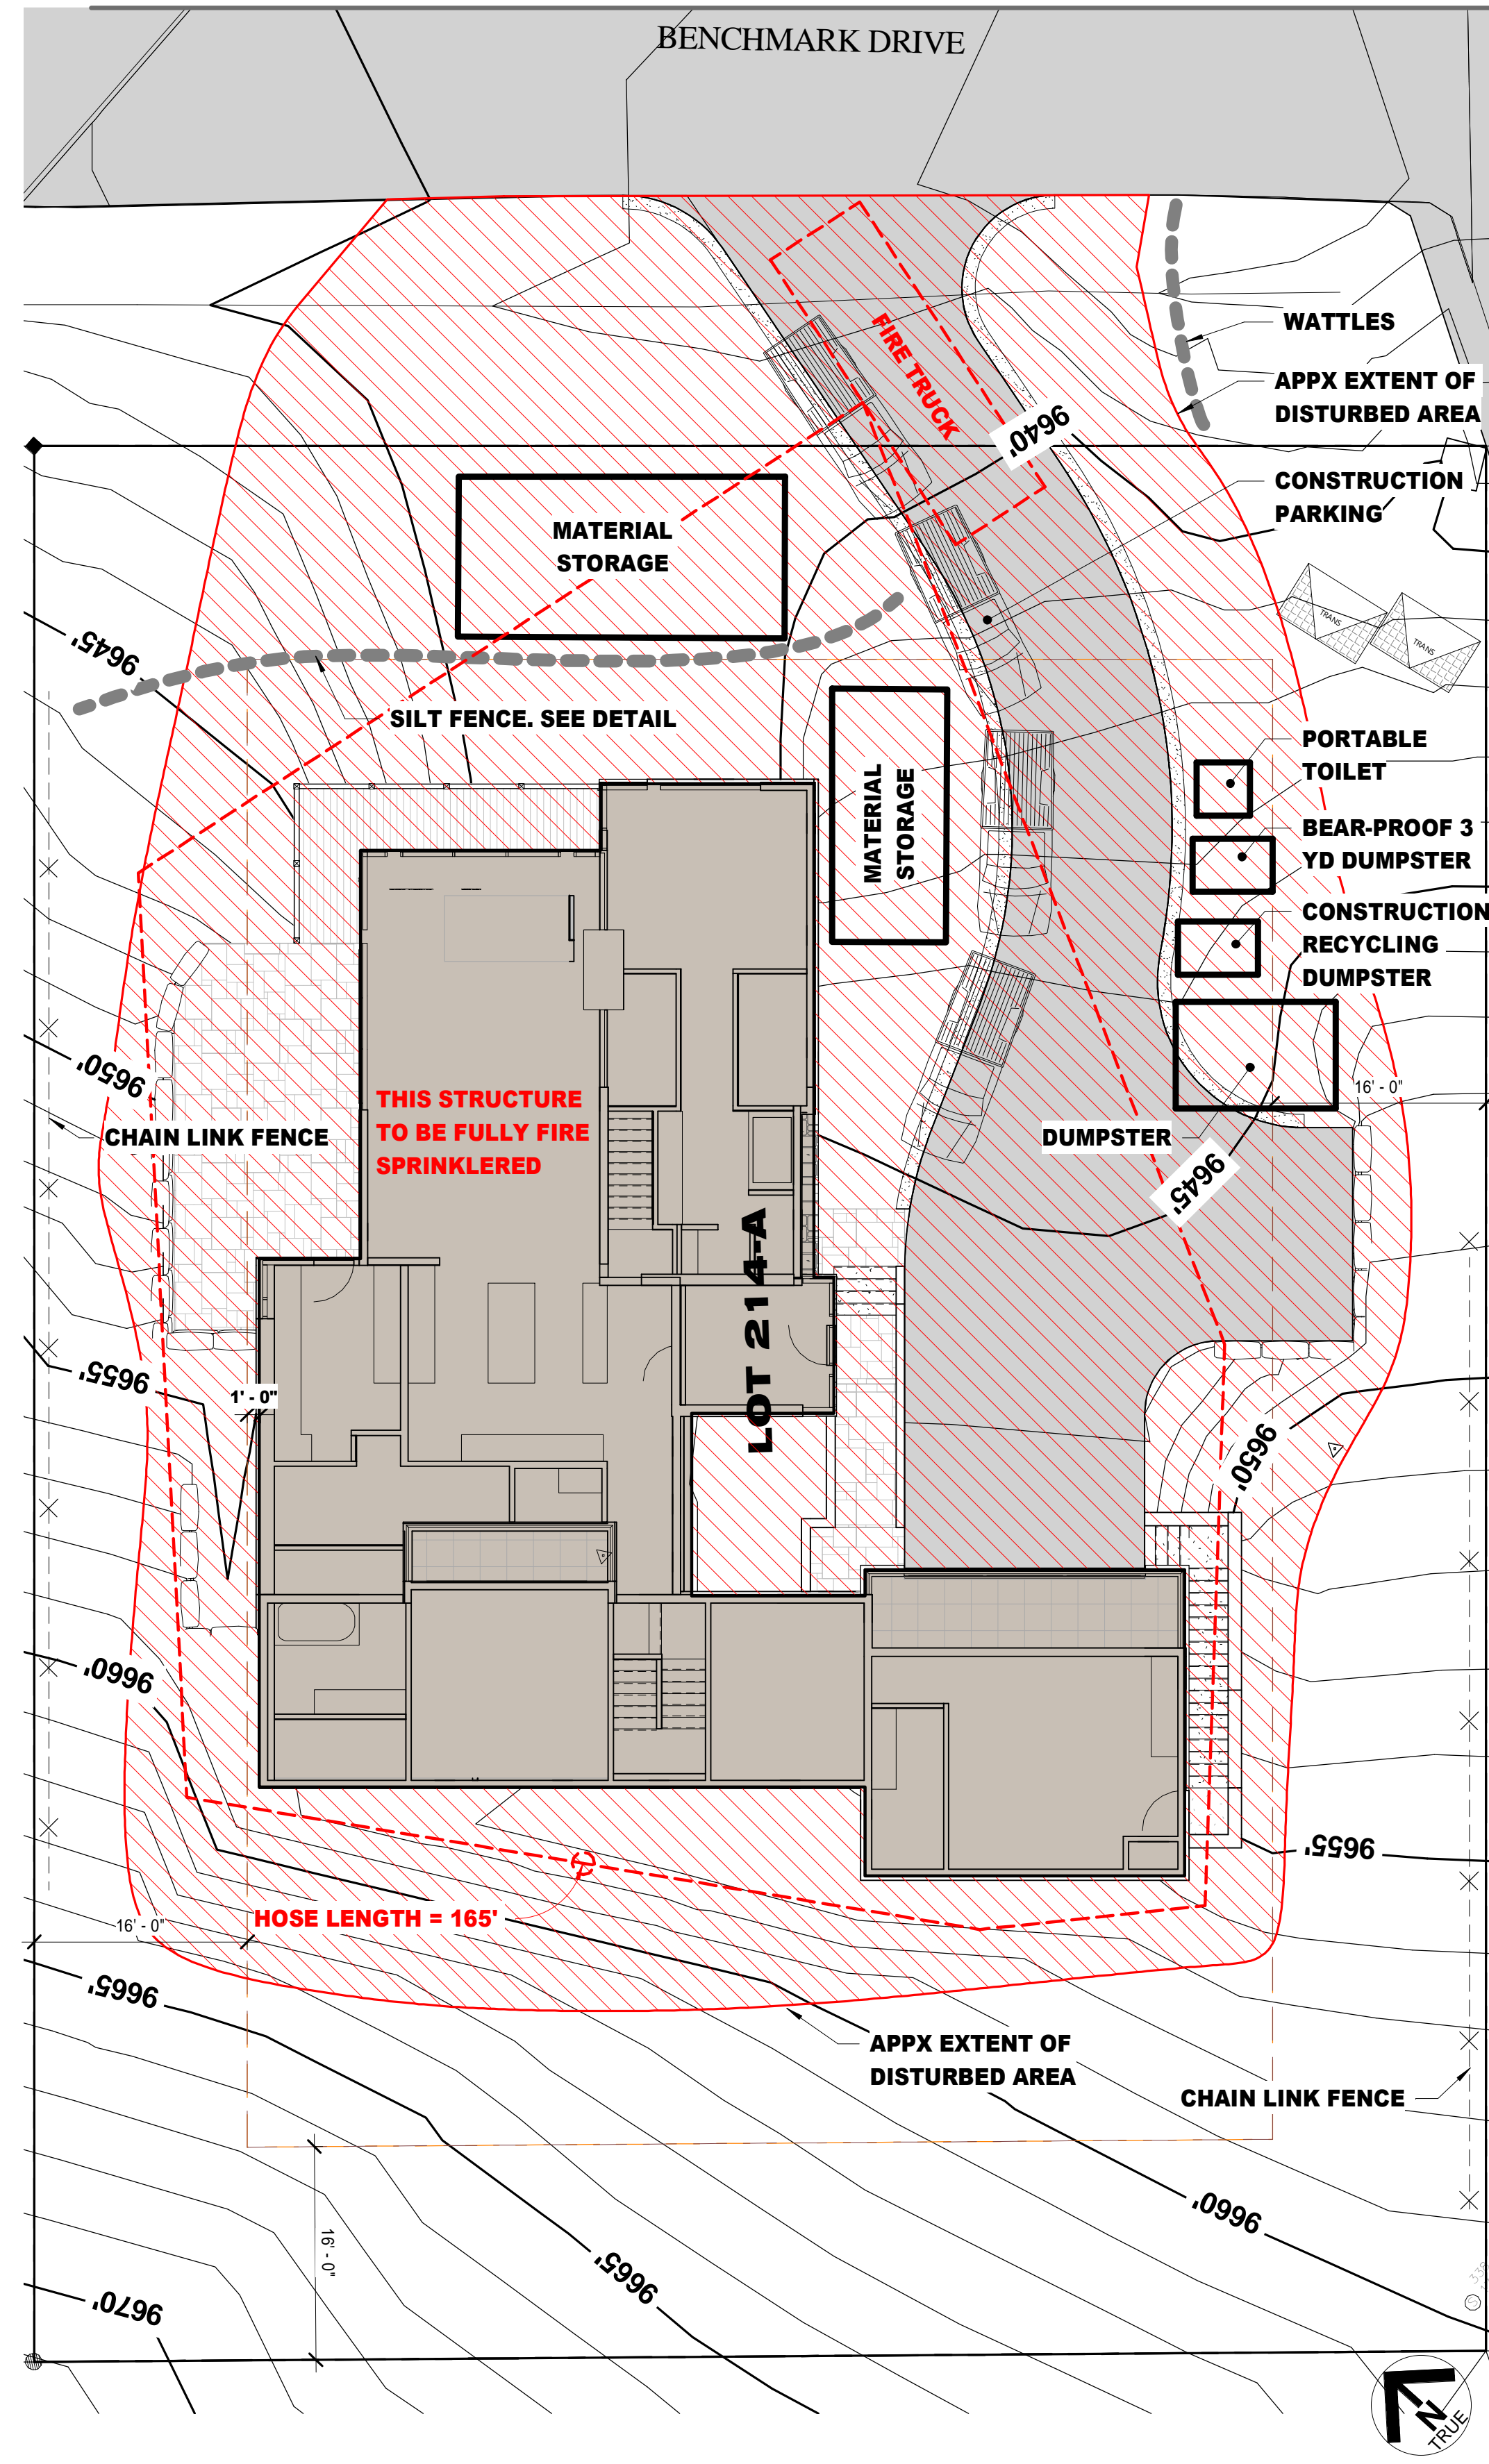 BENCHMARK DRIVE
WATTLES
FIRE TRUCK
APPX EXTENT OF
DISTURBED AREA
9640'
CONSTRUCTION
PARKING
MATERIAL
STORAGE
TRANS
TRANS
9645'
SILT FENCE. SEE DETAIL
PORTABLE
TOILET
MATERIAL
STORAGE
BEAR-PROOF 3
YD DUMPSTER
CONSTRUCTION
RECYCLING
DUMPSTER
9650'
16' - 0"
THIS STRUCTURE
TO BE FULLY FIRE
SPRINKLERED
CHAIN LINK FENCE
DUMPSTER
9645'
LOT 214-A
9655'
1' - 0"
9650'
9660'
9655'
16' - 0"
HOSE LENGTH = 165'
9665'
APPX EXTENT OF
DISTURBED AREA
CHAIN LINK FENCE
9660'
16' - 0"
9665'
9670'
S
N
TRUE